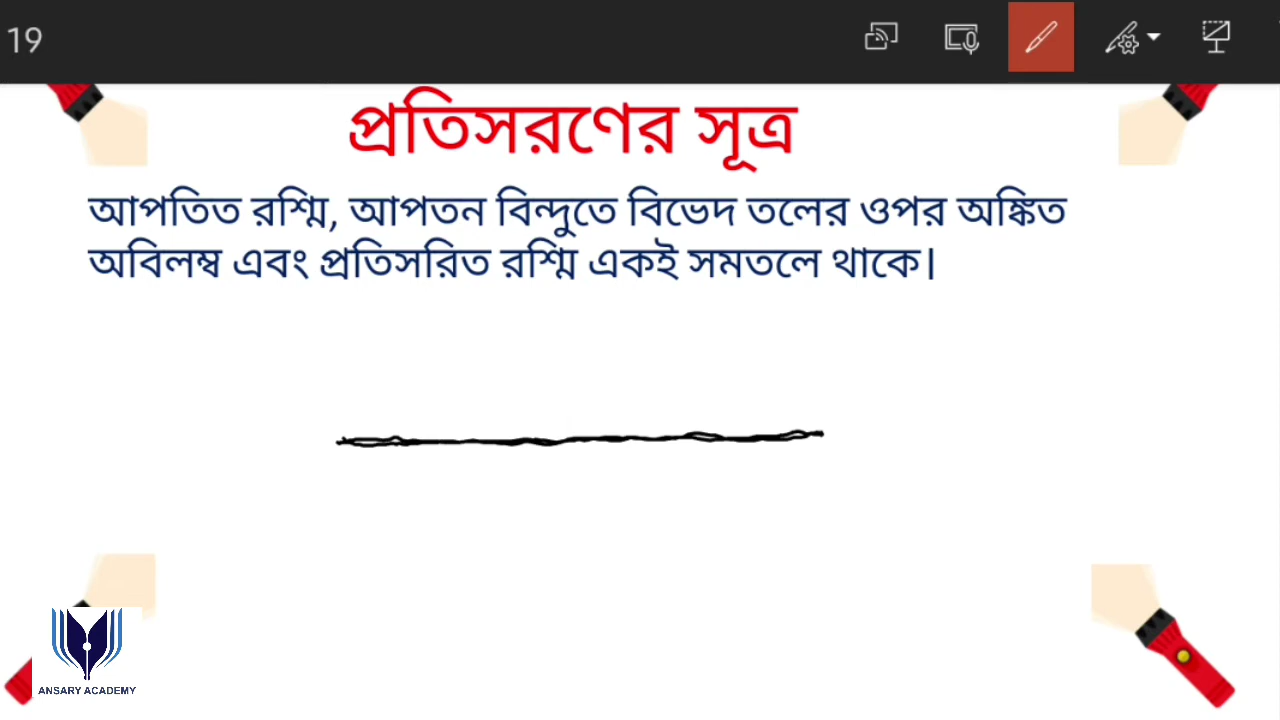 19
প্রতিসরণের সূত্র
আপতিত রশ্মি, আপতন বিন্দুতে বিভেদ তলের ওপর অঙ্কিত
অবিলম্ব এবং প্রতিসরিত রশ্মি একই সমতলে থাকে।
ANSARY ACADEMY